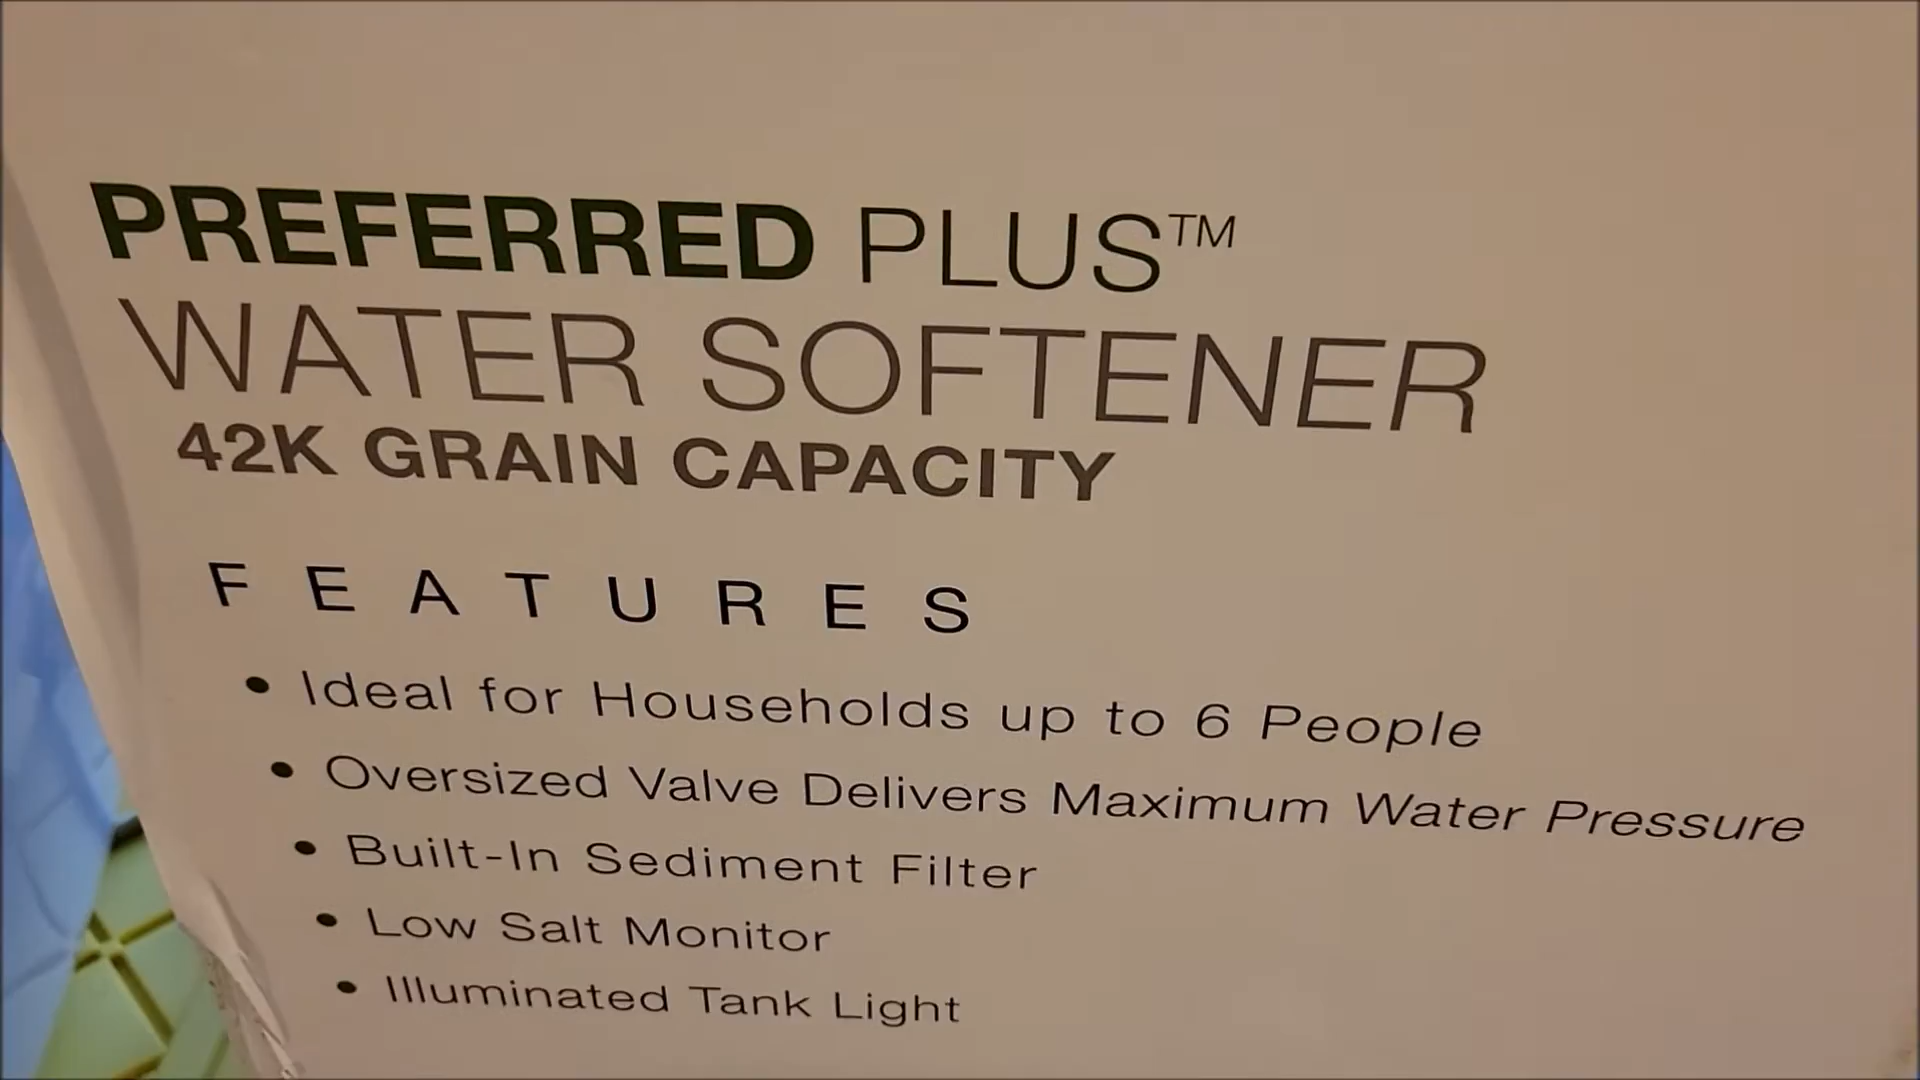 PREFERRED PLUS™
WATER SOFTENER
42K GRAIN CAPACITY
FEATURES
• Ideal for Households up to 6 People
• Oversized Valve Delivers Maximum Water Pressure
• Built-In Sediment Filter
• Low Salt Monitor
• Illuminated Tank Light